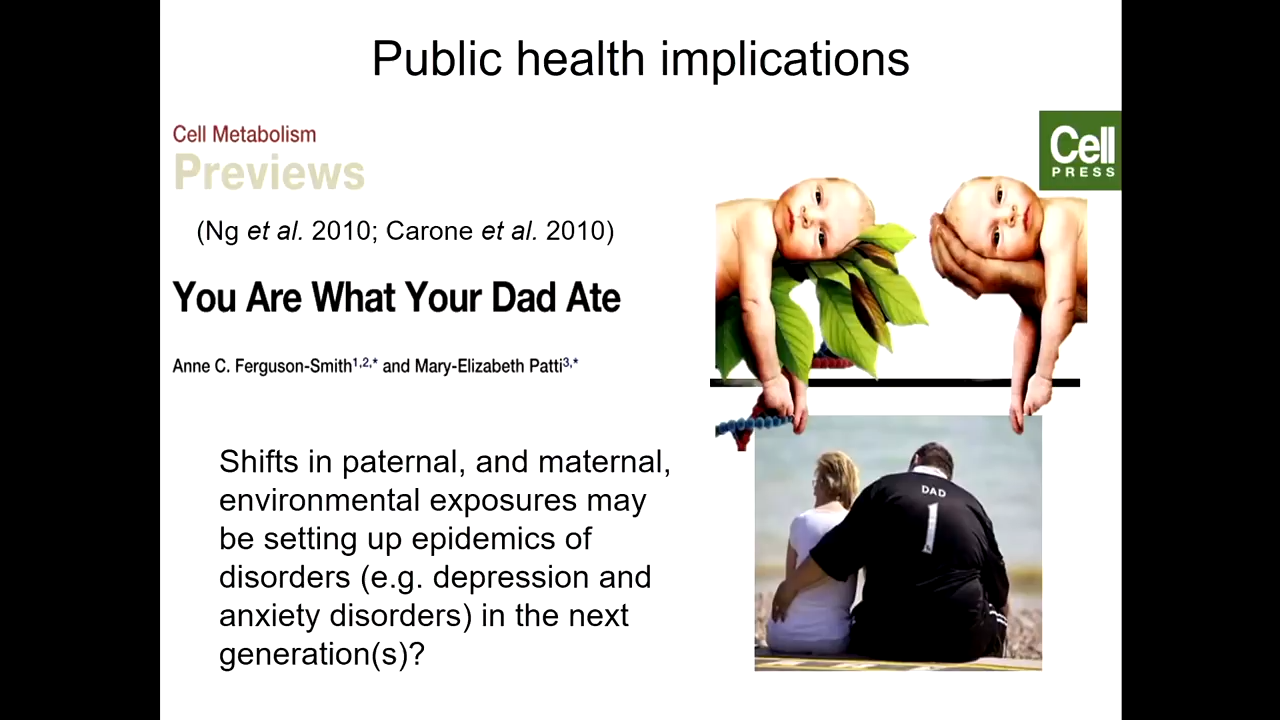 Public health implications
Cell Metabolism
Previews
Cell
PRESS
(Ng et al. 2010; Carone et al. 2010)
You Are What Your Dad Ate
Anne C. Ferguson-Smith1,2,* and Mary-Elizabeth Patti3,*
Shifts in paternal, and maternal,
environmental exposures may
be setting up epidemics of
disorders (e.g. depression and
anxiety disorders) in the next
generation(s)?
DAD
1